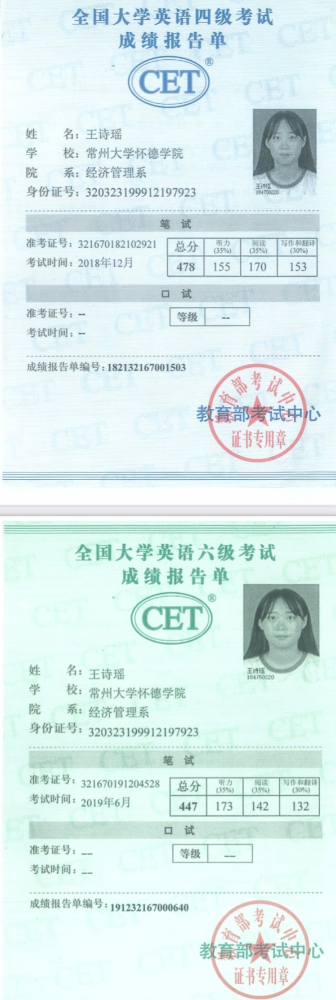 全国大学英语四级考试
成绩报告单
CET®
姓 名：王诗瑶
学 校：常州大学怀德学院
院 系：经济管理系
身份证号：320323199912197923
王诗瑶
184750220
笔 试
准考证号：321670182102921
考试时间：2018年12月
总分 听力(35%) 阅读(35%) 写作和翻译(30%)
478 155 170 153
口 试
准考证号：--
考试时间：--
等级 --
成绩报告单编号：182132167001503
教育部考试中心
教育部考试中心
证书专用章
全国大学英语六级考试
成绩报告单
CET®
姓 名：王诗瑶
学 校：常州大学怀德学院
院 系：经济管理系
身份证号：320323199912197923
王诗瑶
184750220
笔 试
准考证号：321670191204528
考试时间：2019年6月
总分 听力(35%) 阅读(35%) 写作和翻译(30%)
447 173 142 132
口 试
准考证号：--
考试时间：--
等级 --
成绩报告单编号：191232167000640
教育部考试中心
教育部考试中心
证书专用章